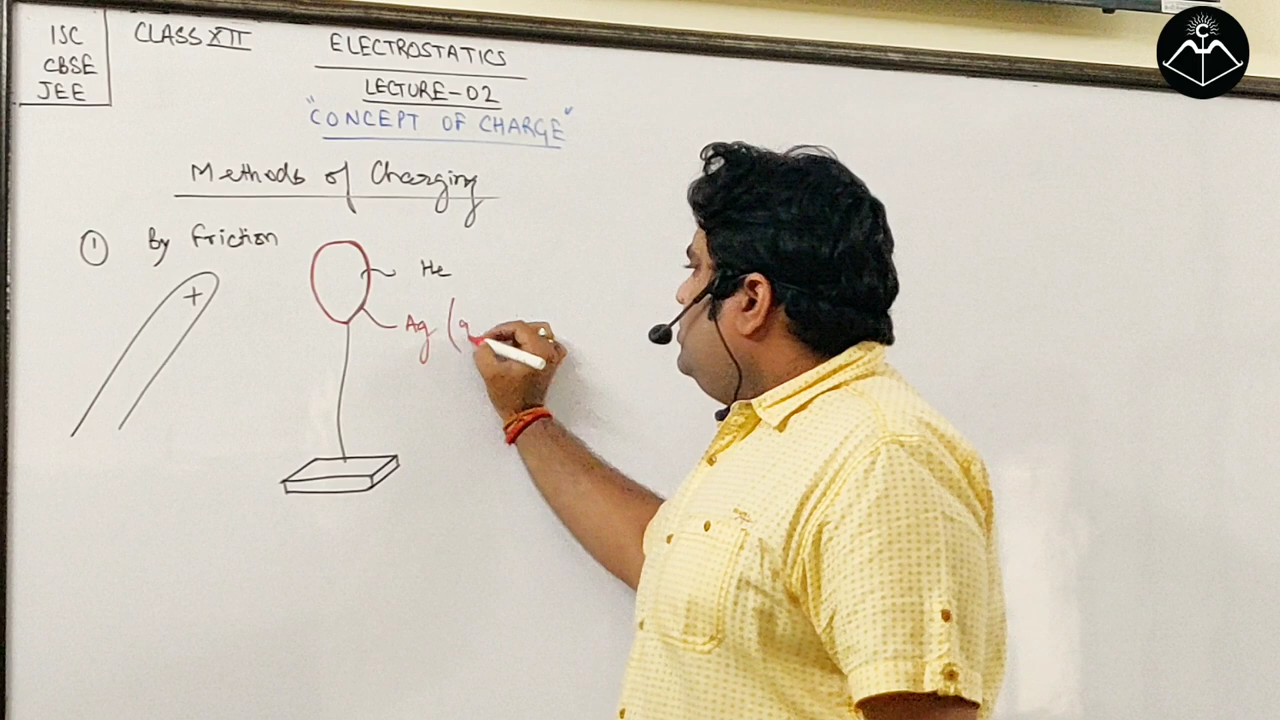 ISC
CBSE
JEE
CLASS XII
ELECTROSTATICS
LECTURE-02
"CONCEPT OF CHARGE"
Methods of Charging
① By friction
+
He
Ag (a
C